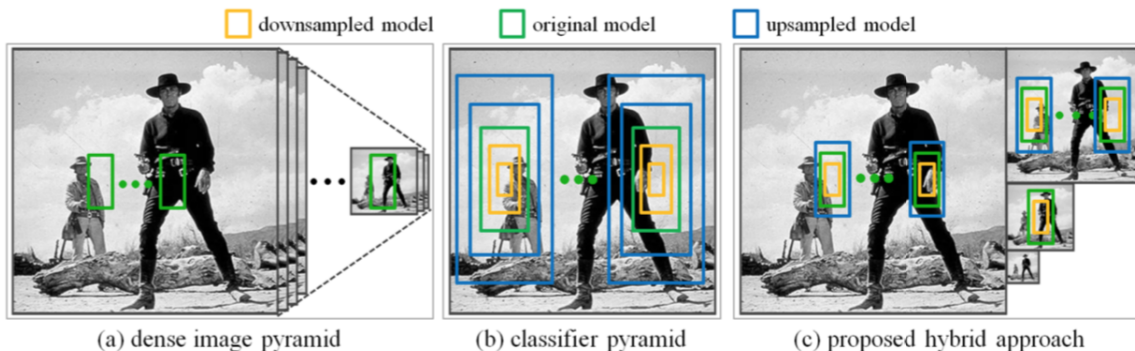 downsampled model original model upsampled model
(a) dense image pyramid (b) classifier pyramid (c) proposed hybrid approach